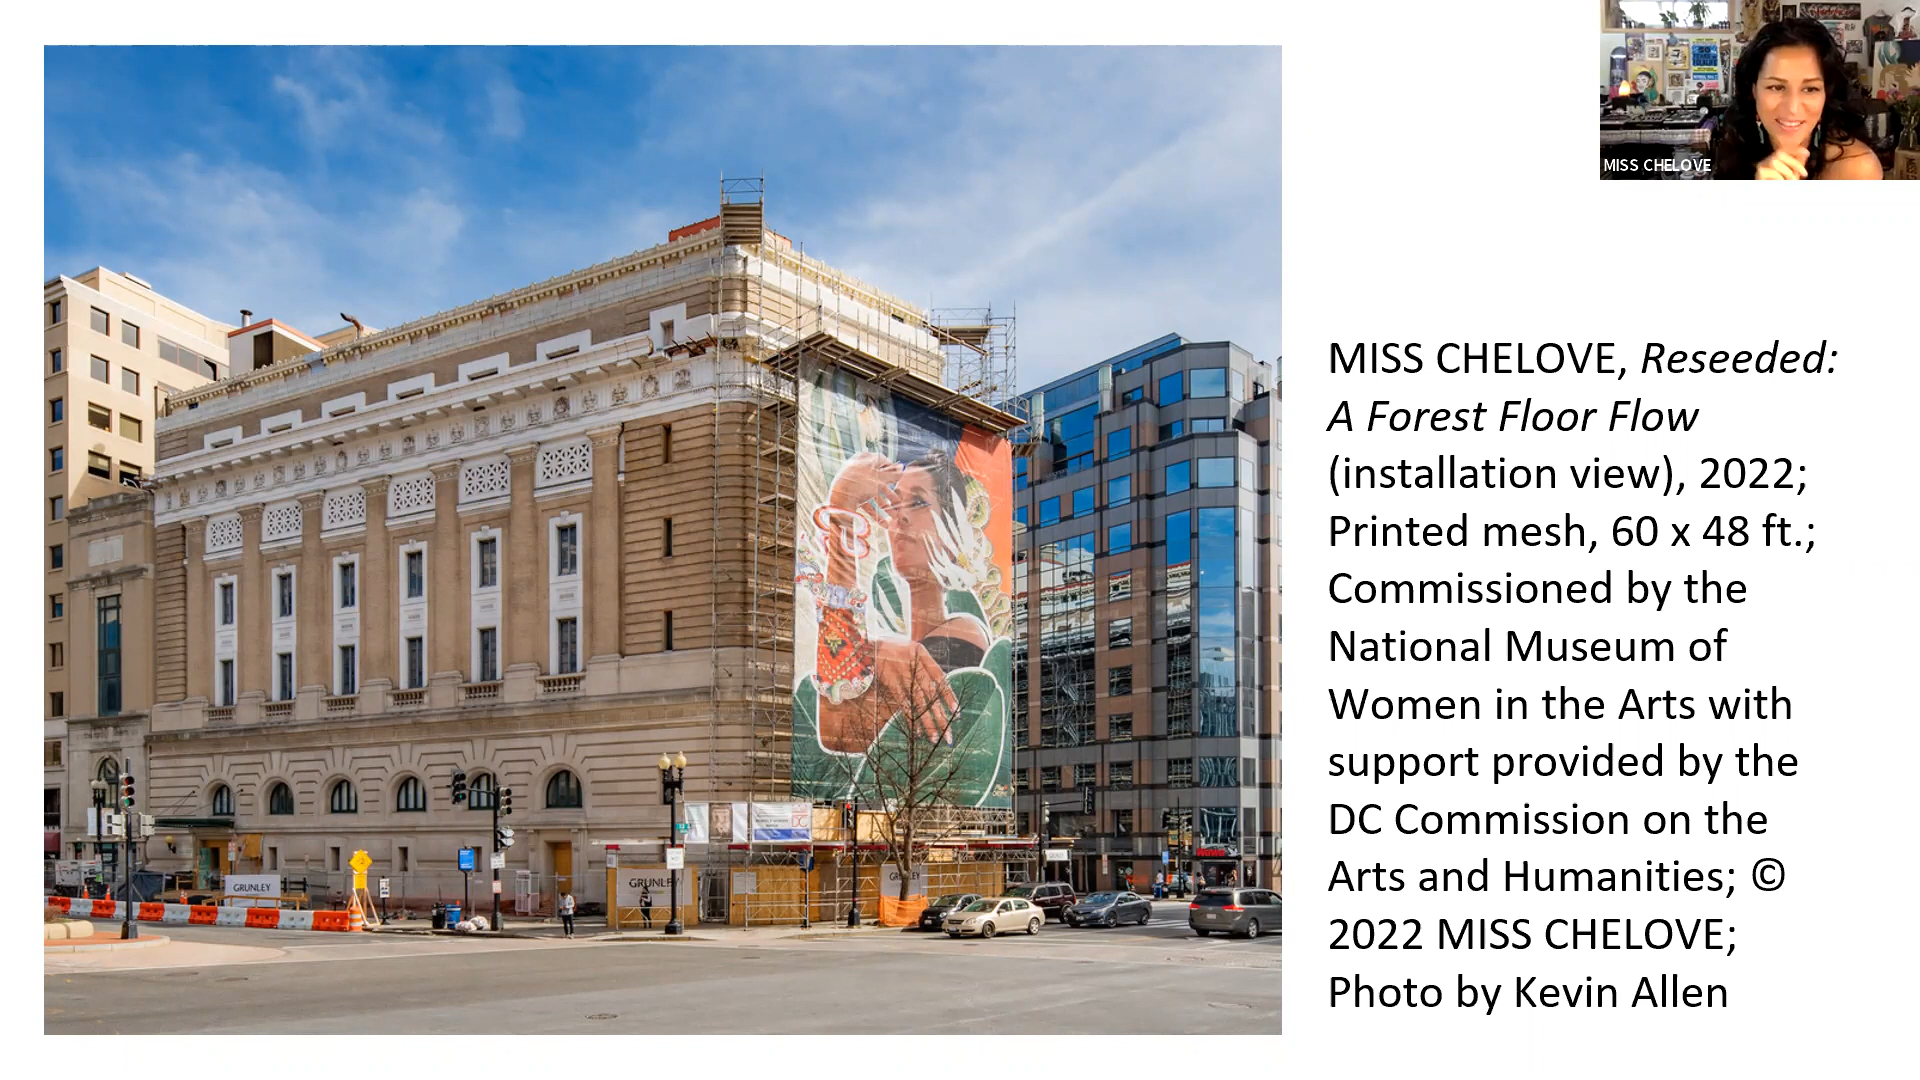 MISS CHELOVE
MISS CHELOVE, Reseeded:
A Forest Floor Flow
(installation view), 2022;
Printed mesh, 60 x 48 ft.;
Commissioned by the
National Museum of
Women in the Arts with
support provided by the
DC Commission on the
Arts and Humanities; ©
2022 MISS CHELOVE;
Photo by Kevin Allen
GRUNLEY
GRUNLEY